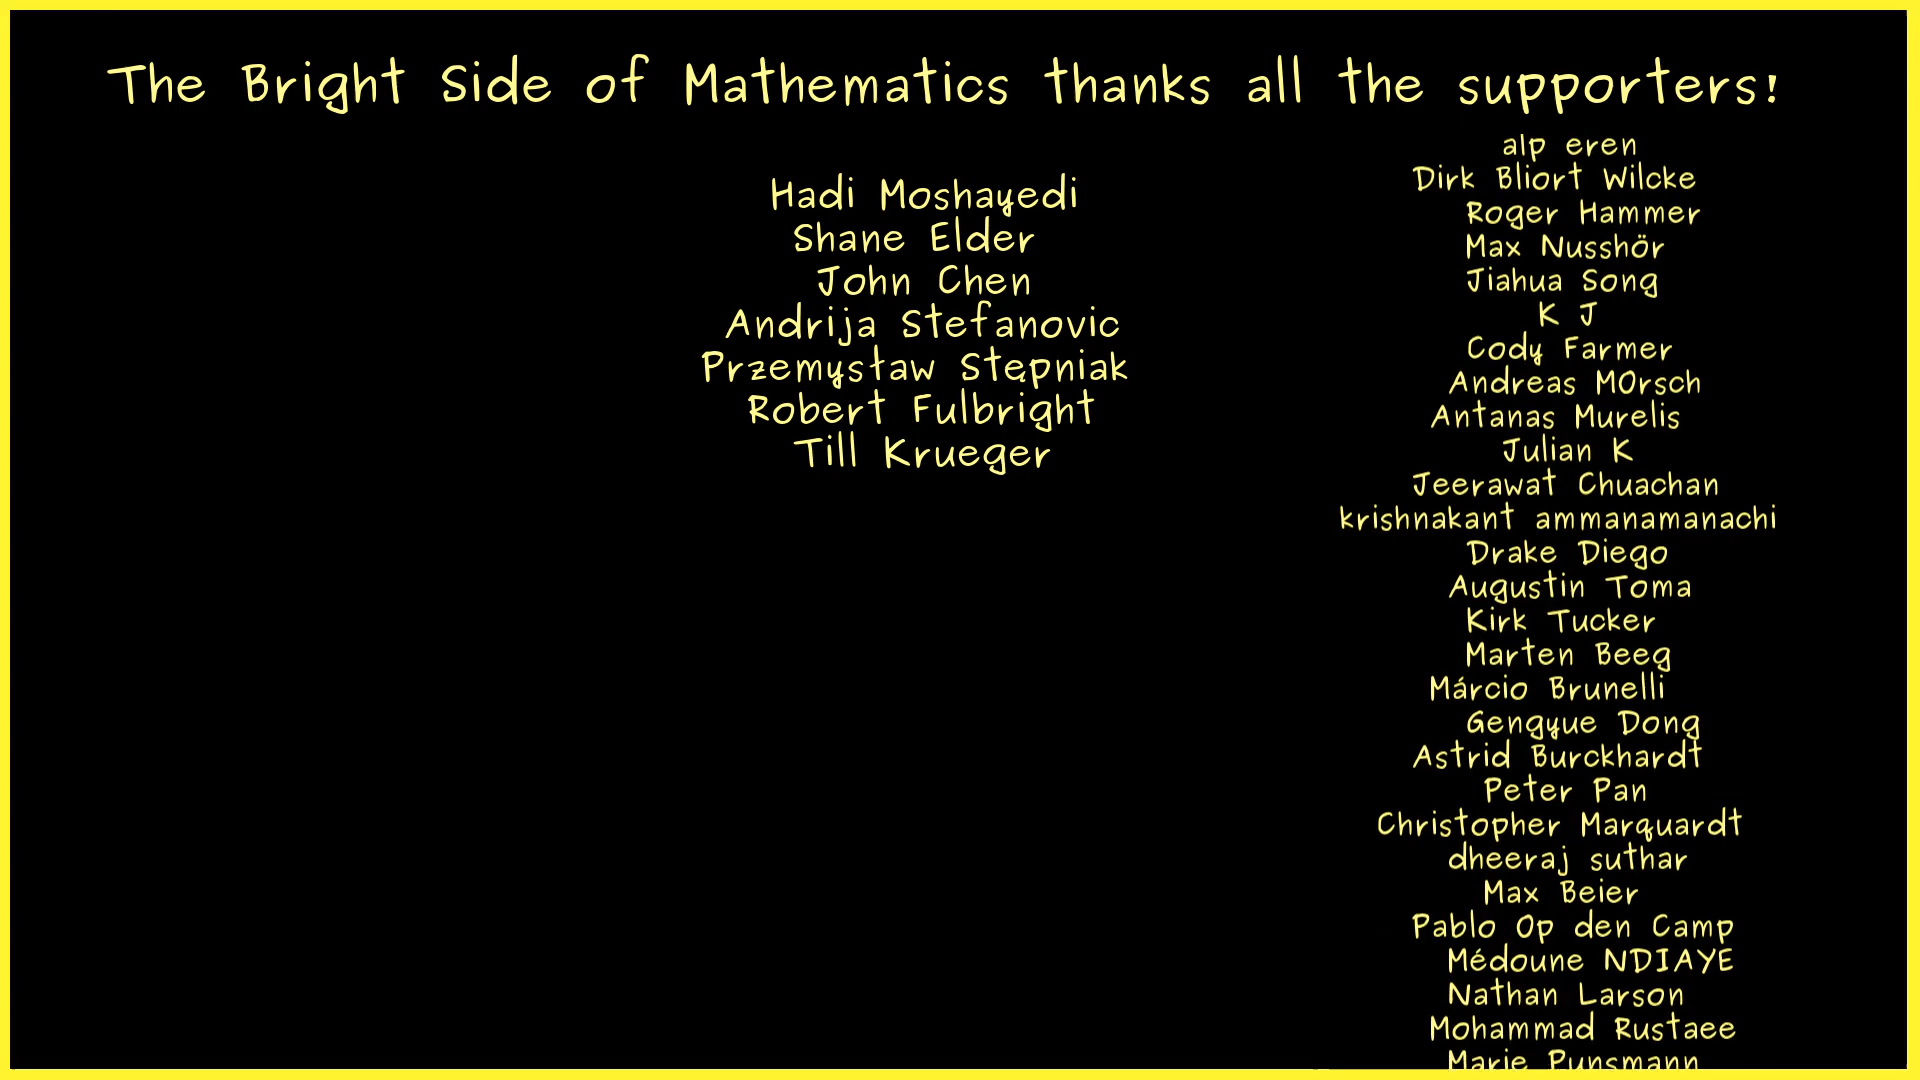 The Bright Side of Mathematics thanks all the supporters!
Hadi Moshayedi
Shane Elder
John Chen
Andrija Stefanovic
Przemysław Stępniak
Robert Fulbright
Till Krueger
alp eren
Dirk Bliort Wilcke
Roger Hammer
Max Nusshör
Jiahua Song
K J
Cody Farmer
Andreas MOrsch
Antanas Murelis
Julian K
Jeerawat Chuachan
krishnakant ammanamanachi
Drake Diego
Augustin Toma
Kirk Tucker
Marten Beeg
Márcio Brunelli
Gengyue Dong
Astrid Burckhardt
Peter Pan
Christopher Marquardt
dheeraj suthar
Max Beier
Pablo Op den Camp
Médoune NDIAYE
Nathan Larson
Mohammad Rustaee
Marie Punsmann